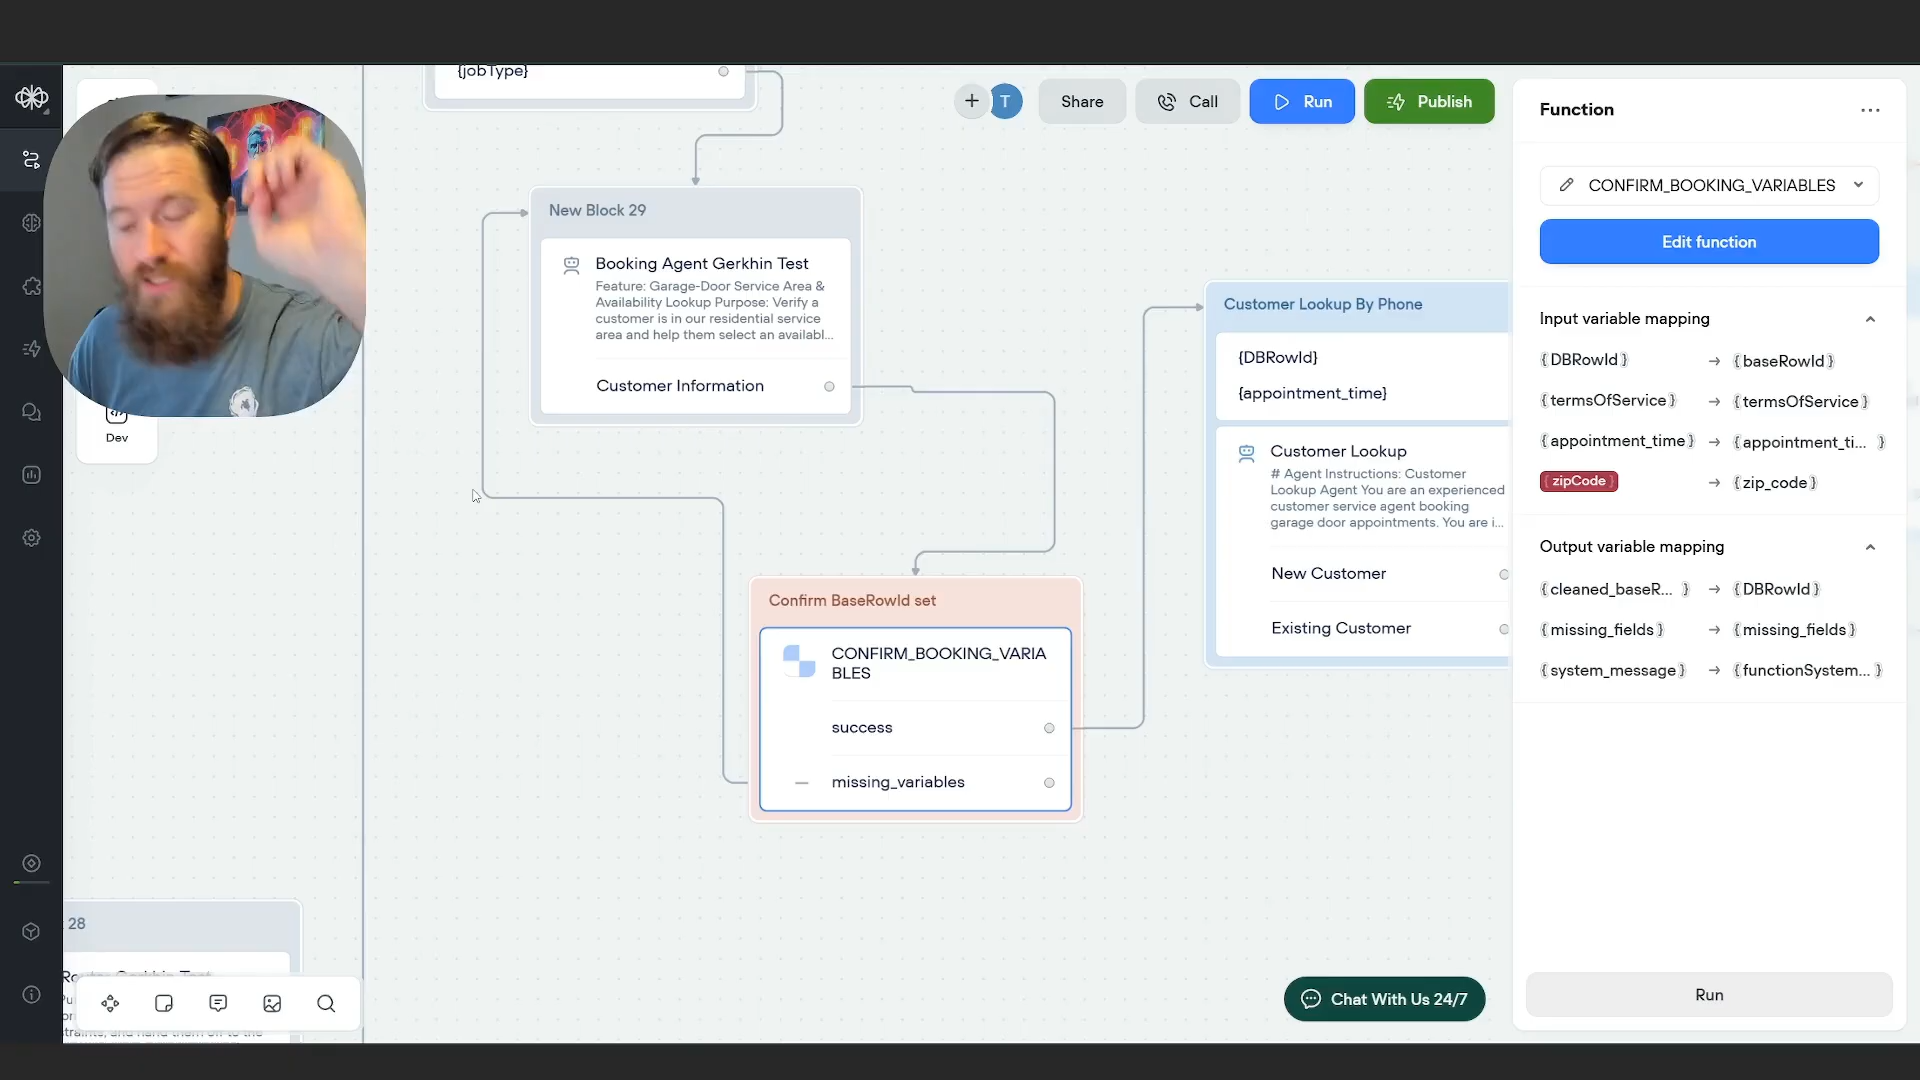 {jobType}
T
Share
Call
Run
Publish
Function
CONFIRM_BOOKING_VARIABLES
Edit function
Input variable mapping
{DBRowId}
{baseRowId}
{termsOfService}
{termsOfService}
{appointment_time}
{appointment_ti... }
{zipCode}
{zip_code}
Output variable mapping
{cleaned_baseR... }
{DBRowId}
{missing_fields}
{missing_fields}
{system_message}
{functionSystem... }
Run
Dev
New Block 29
Booking Agent Gerkhin Test
Feature: Garage-Door Service Area &
Availability Lookup Purpose: Verify a
customer is in our residential service
area and help them select an availabl...
Customer Information
Customer Lookup By Phone
{DBRowId}
{appointment_time}
Customer Lookup
# Agent Instructions: Customer
Lookup Agent You are an experienced
customer service agent booking
garage door appointments. You are i...
New Customer
Existing Customer
Confirm BaseRowId set
CONFIRM_BOOKING_VARIA
BLES
success
missing_variables
28
Chat With Us 24/7